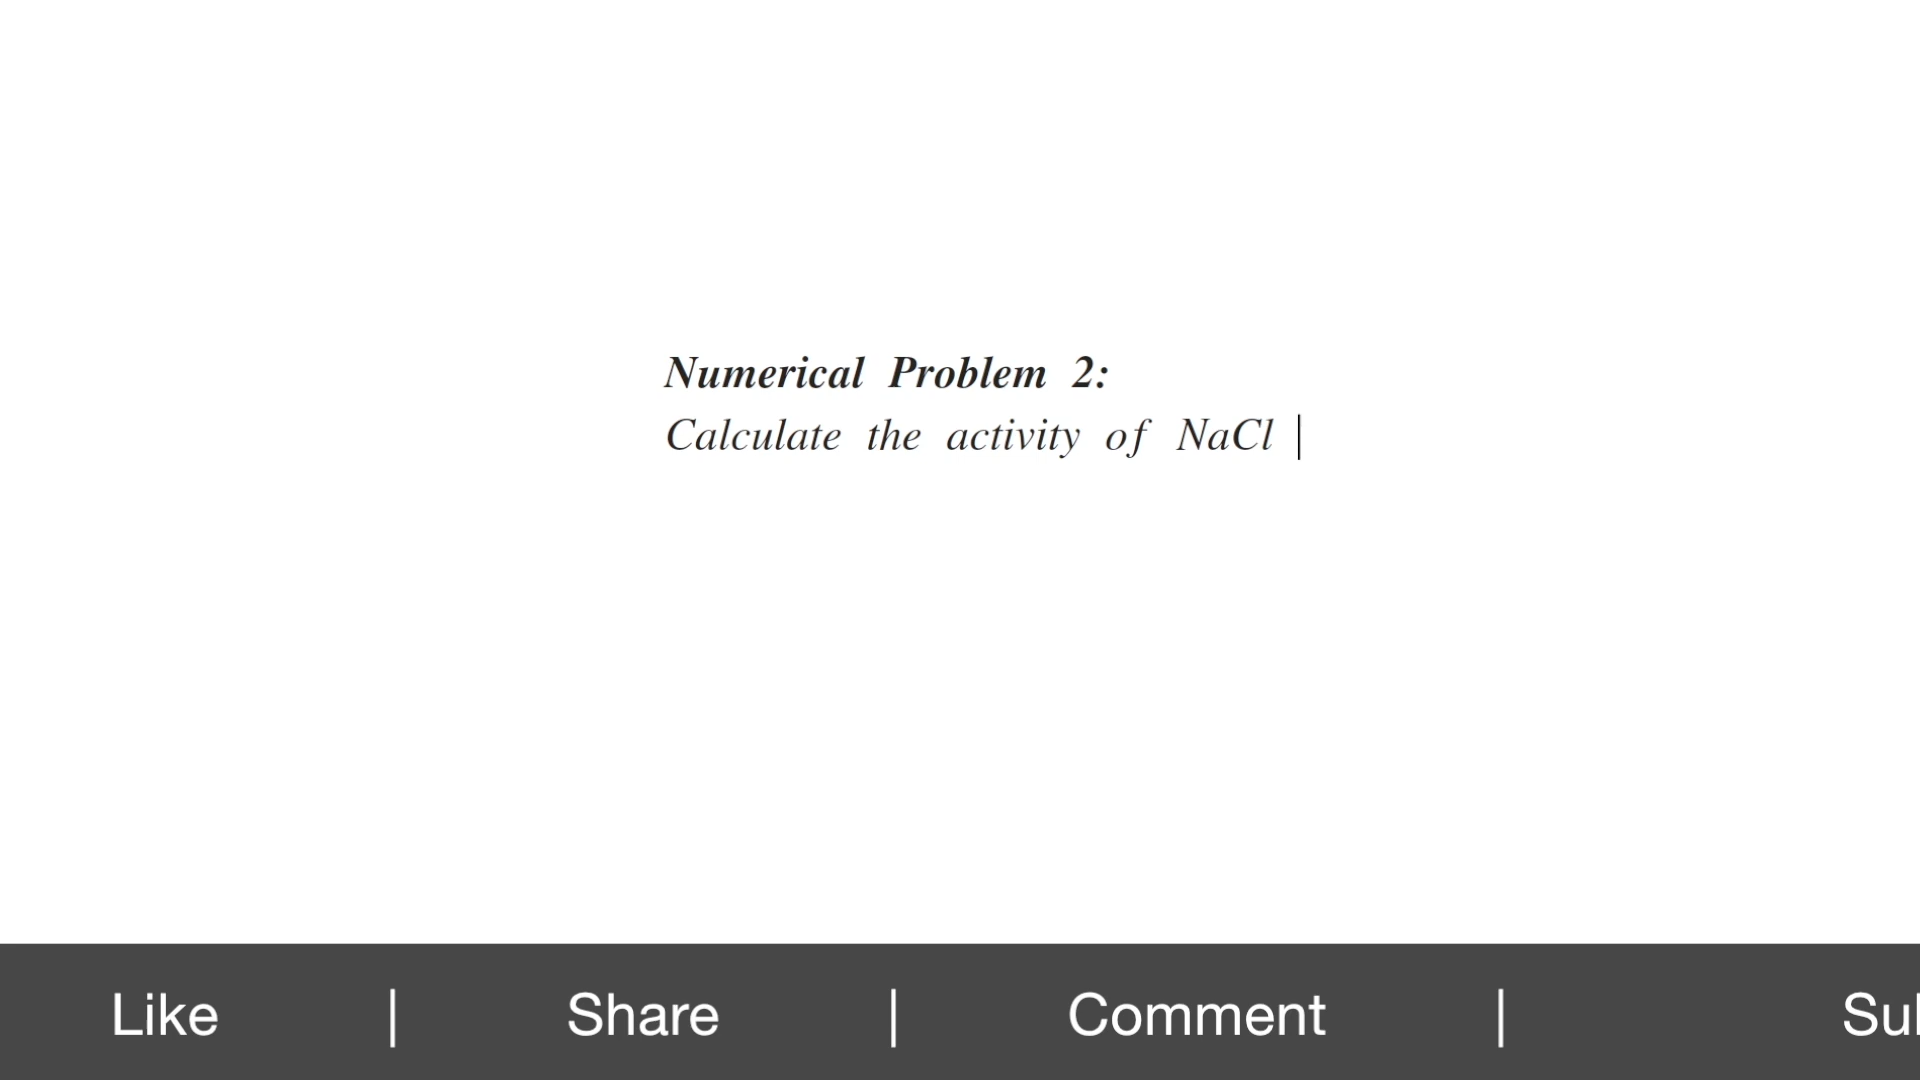 Numerical Problem 2:
Calculate the activity of NaCl
Like | Share | Comment |